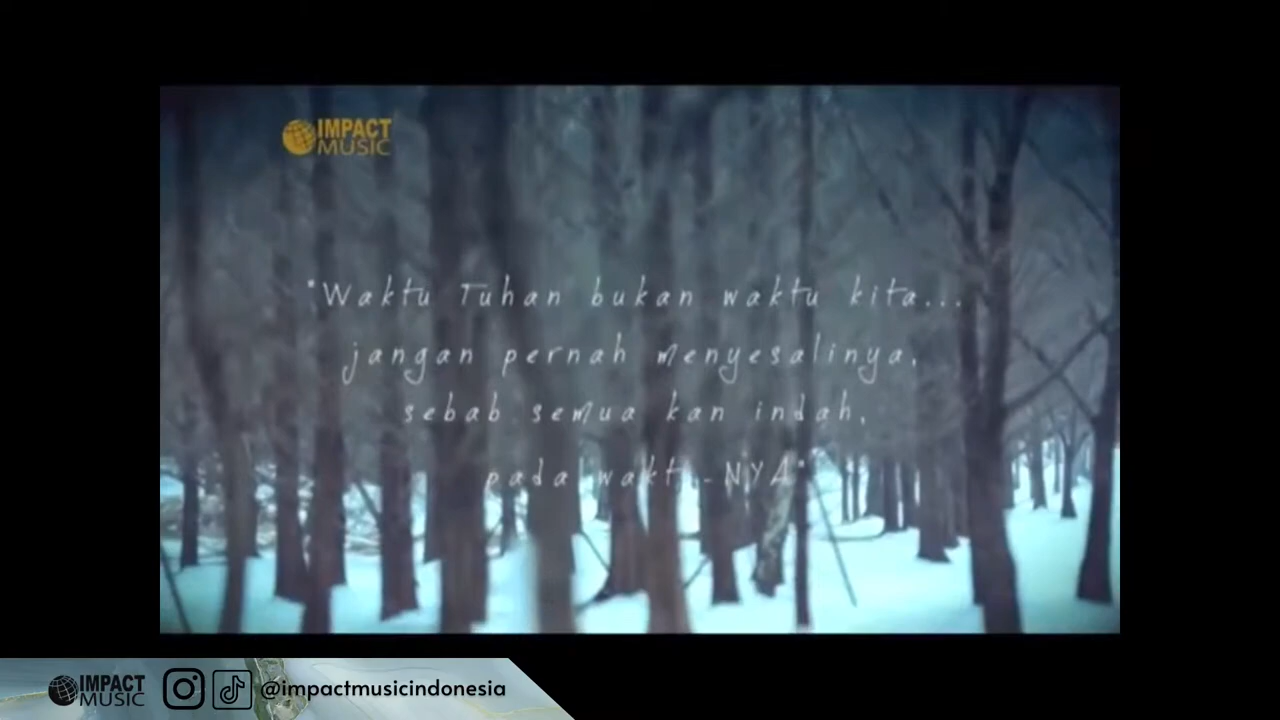 IMPACT
MUSIC
"Waktu Tuhan bukan waktu kita...
jangan pernah menyesalinya,
sebab semua kan indah,
pada waktu-NYA"
IMPACT
MUSIC
@impactmusicindonesia